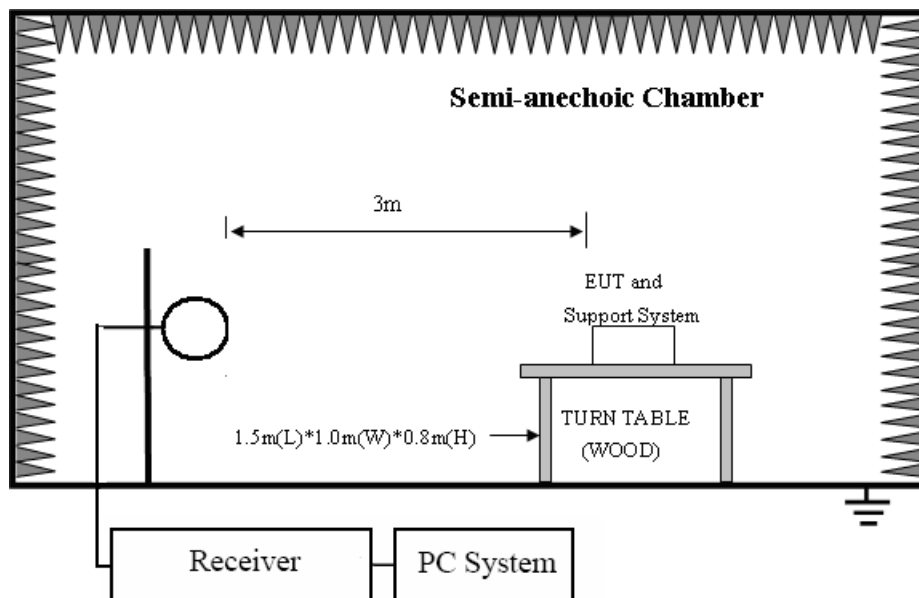 Semi-anechoic Chamber
3m
EUT and
Support System
1.5m(L)*1.0m(W)*0.8m(H)
TURN TABLE
(WOOD)
Receiver
PC System